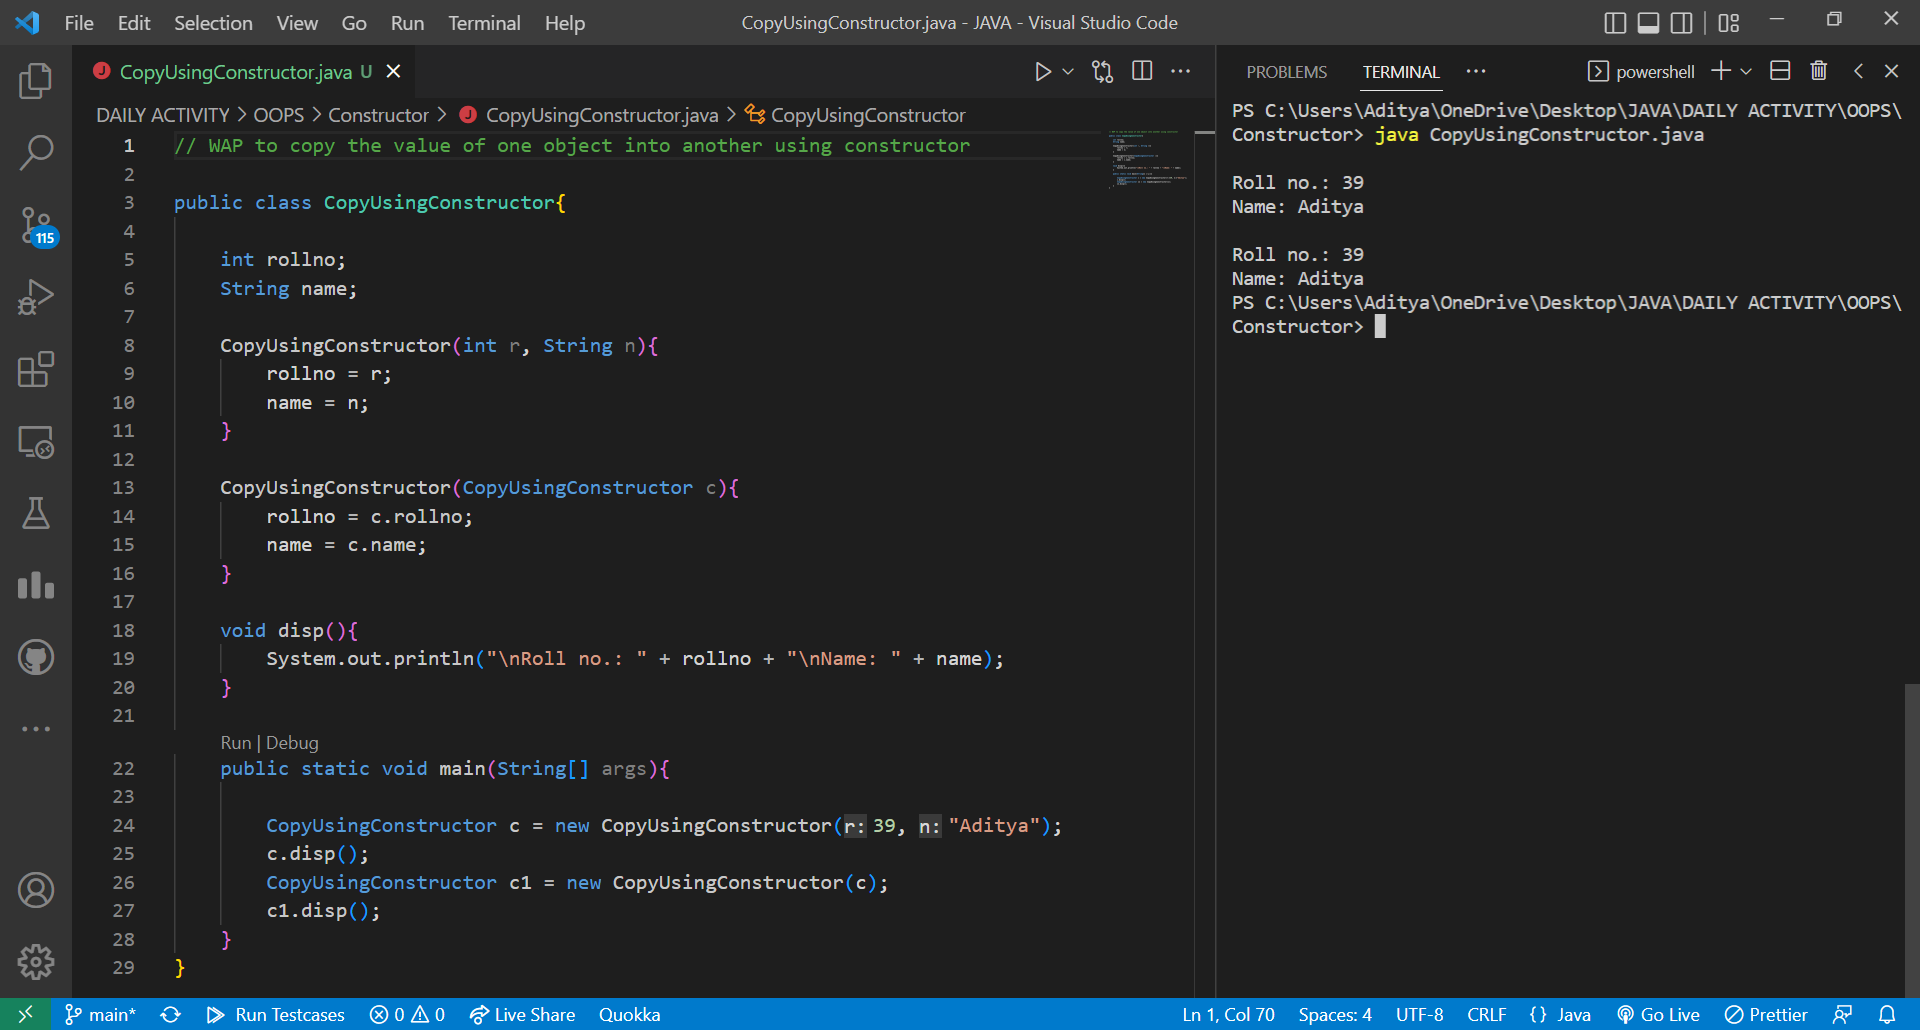 File Edit Selection View Go Run Terminal Help
CopyUsingConstructor.java - JAVA - Visual Studio Code
CopyUsingConstructor.java U
DAILY ACTIVITY > OOPS > Constructor > CopyUsingConstructor.java > CopyUsingConstructor
1 // WAP to copy the value of one object into another using constructor
2
3 public class CopyUsingConstructor{
4
5 int rollno;
6 String name;
7
8 CopyUsingConstructor(int r, String n){
9 rollno = r;
10 name = n;
11 }
12
13 CopyUsingConstructor(CopyUsingConstructor c){
14 rollno = c.rollno;
15 name = c.name;
16 }
17
18 void disp(){
19 System.out.println("\nRoll no.: " + rollno + "\nName: " + name);
20 }
21
Run | Debug
22 public static void main(String[] args){
23
24 CopyUsingConstructor c = new CopyUsingConstructor(r: 39, n: "Aditya");
25 c.disp();
26 CopyUsingConstructor c1 = new CopyUsingConstructor(c);
27 c1.disp();
28 }
29 }
115
PROBLEMS TERMINAL ... powershell
PS C:\Users\Aditya\OneDrive\Desktop\JAVA\DAILY ACTIVITY\OOPS\
Constructor> java CopyUsingConstructor.java
Roll no.: 39
Name: Aditya
Roll no.: 39
Name: Aditya
PS C:\Users\Aditya\OneDrive\Desktop\JAVA\DAILY ACTIVITY\OOPS\
Constructor>
main* Run Testcases 0 0 Live Share Quokka Ln 1, Col 70 Spaces: 4 UTF-8 CRLF {} Java Go Live Prettier